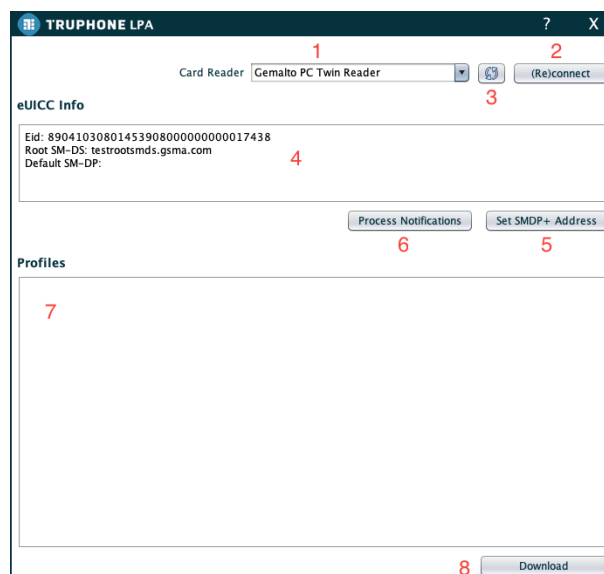 TRUPHONE LPA ? X
1 2
Card Reader Gemalto PC Twin Reader (Re)connect
3
eUICC Info
Eid: 89041030801453908000000000017438
Root SM-DS: testrootsmds.gsma.com
Default SM-DP:
4
Process Notifications Set SMDP+ Address
6 5
Profiles
7
8 Download